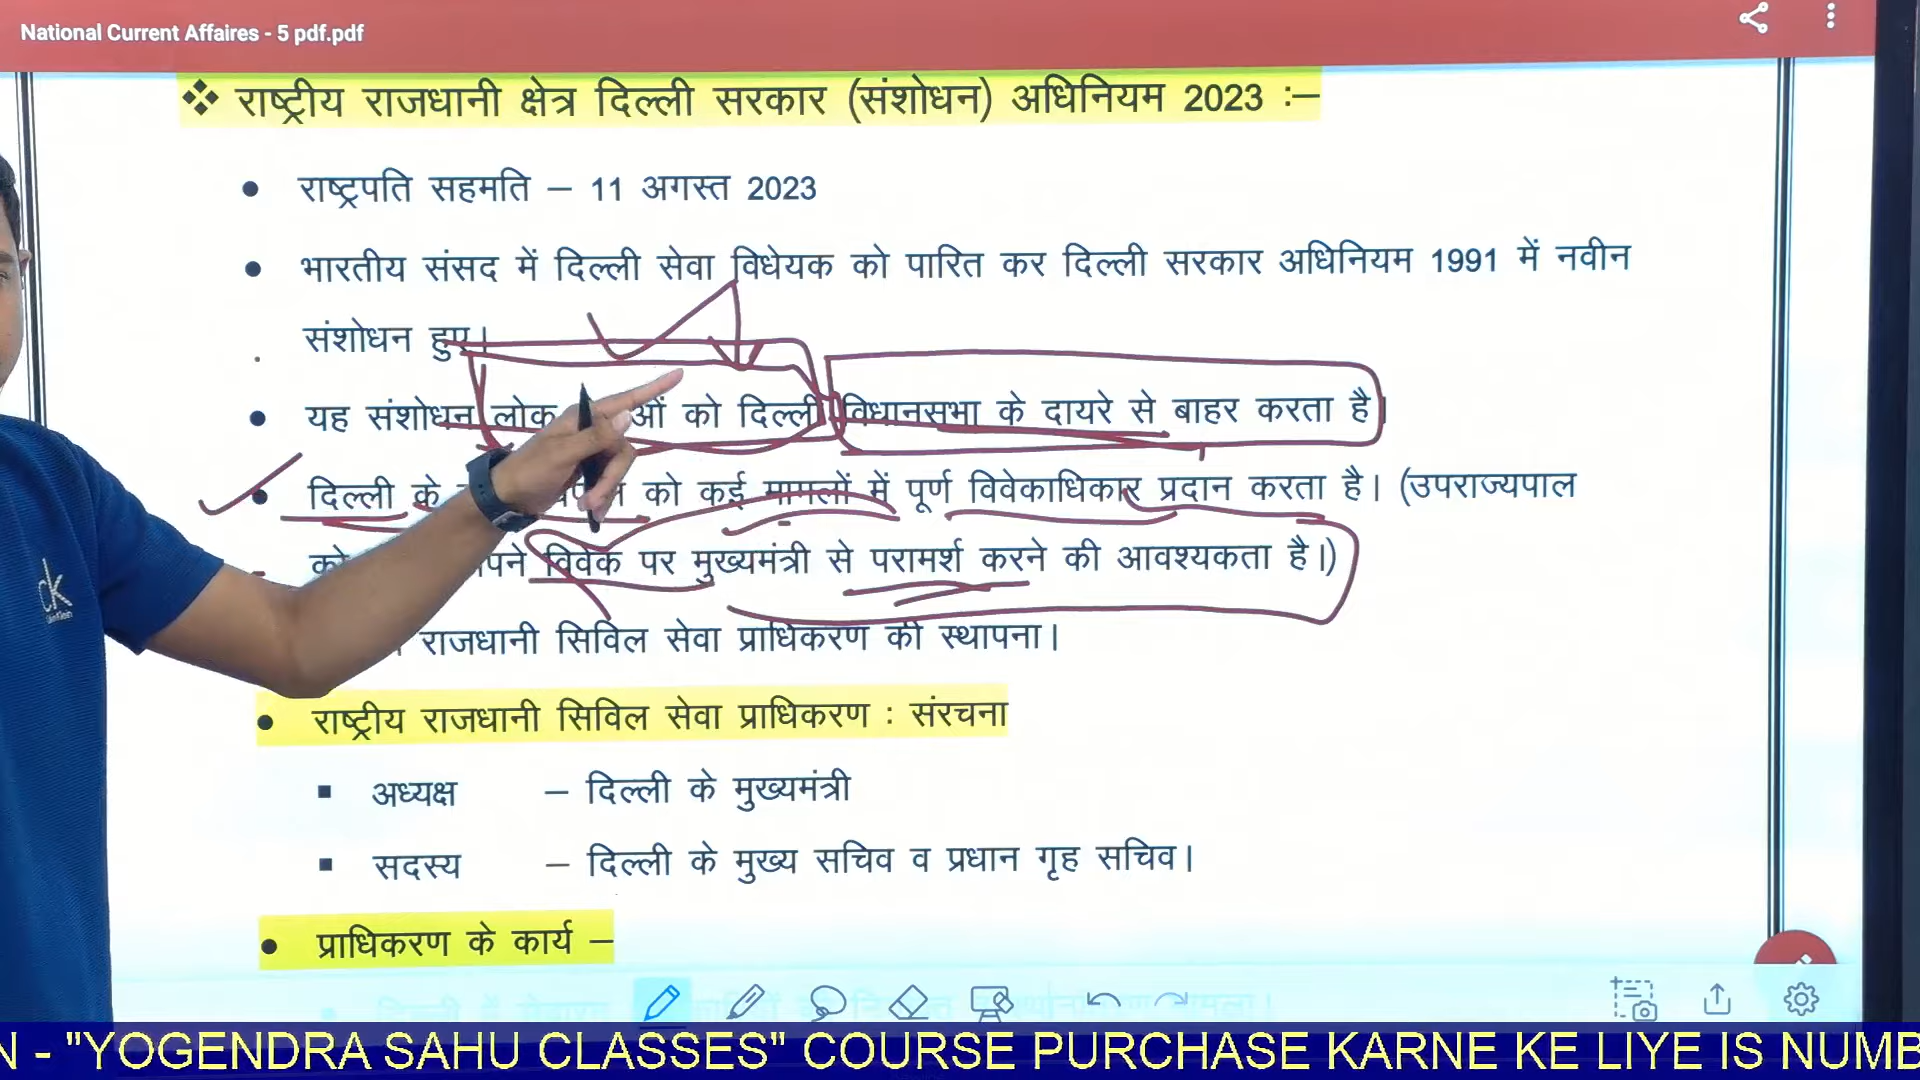 National Current Affaires - 5 pdf.pdf
❖ राष्ट्रीय राजधानी क्षेत्र दिल्ली सरकार (संशोधन) अधिनियम 2023 :–
• राष्ट्रपति सहमति – 11 अगस्त 2023
• भारतीय संसद में दिल्ली सेवा विधेयक को पारित कर दिल्ली सरकार अधिनियम 1991 में नवीन
संशोधन हुए।
• यह संशोधन लोक को दिल्ली विधानसभा के दायरे से बाहर करता है।
• दिल्ली के को कई मामलों में पूर्ण विवेकाधिकार प्रदान करता है। (उपराज्यपाल
विवेक पर मुख्यमंत्री से परामर्श करने की आवश्यकता है।)
राजधानी सिविल सेवा प्राधिकरण की स्थापना।
• राष्ट्रीय राजधानी सिविल सेवा प्राधिकरण : संरचना
▪ अध्यक्ष – दिल्ली के मुख्यमंत्री
▪ सदस्य – दिल्ली के मुख्य सचिव व प्रधान गृह सचिव।
• प्राधिकरण के कार्य –
ck
N - "YOGENDRA SAHU CLASSES" COURSE PURCHASE KARNE KE LIYE IS NUMB